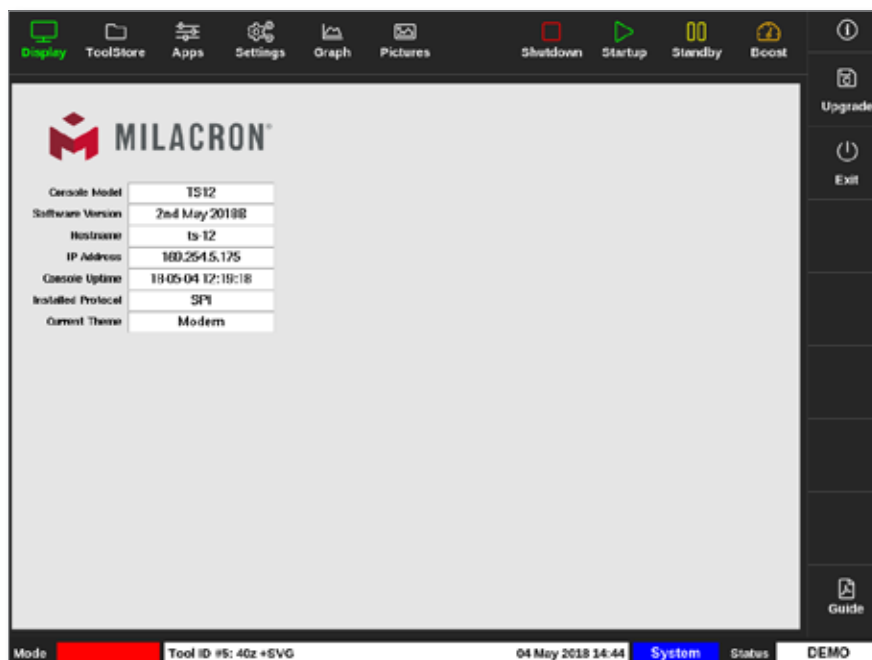 Display ToolStore Apps Settings Graph Pictures Shutdown Startup Standby Boost
Upgrade
MILACRON®
Exit
Console Model TS12
Software Version 2nd May 2018B
Hostname ts-12
IP Address 169.254.5.175
Console Uptime 18-05-04 12:19:18
Installed Protocol SPI
Current Theme Modern
Guide
Mode Tool ID #5: 40z +SVG 04 May 2018 14:44 System Status DEMO